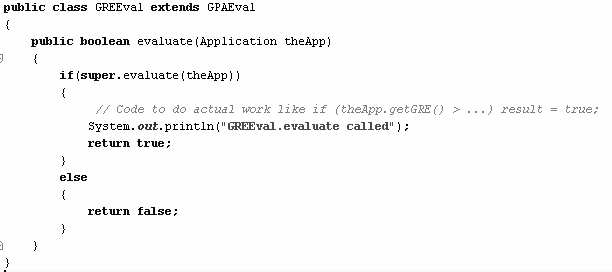 public class GREEval extends GPAEval
{
public boolean evaluate(Application theApp)
{
if(super.evaluate(theApp))
{
// Code to do actual work like if (theApp.getGRE() > ...) result = true;
System.out.println("GREEval.evaluate called");
return true;
}
else
{
return false;
}
}
}